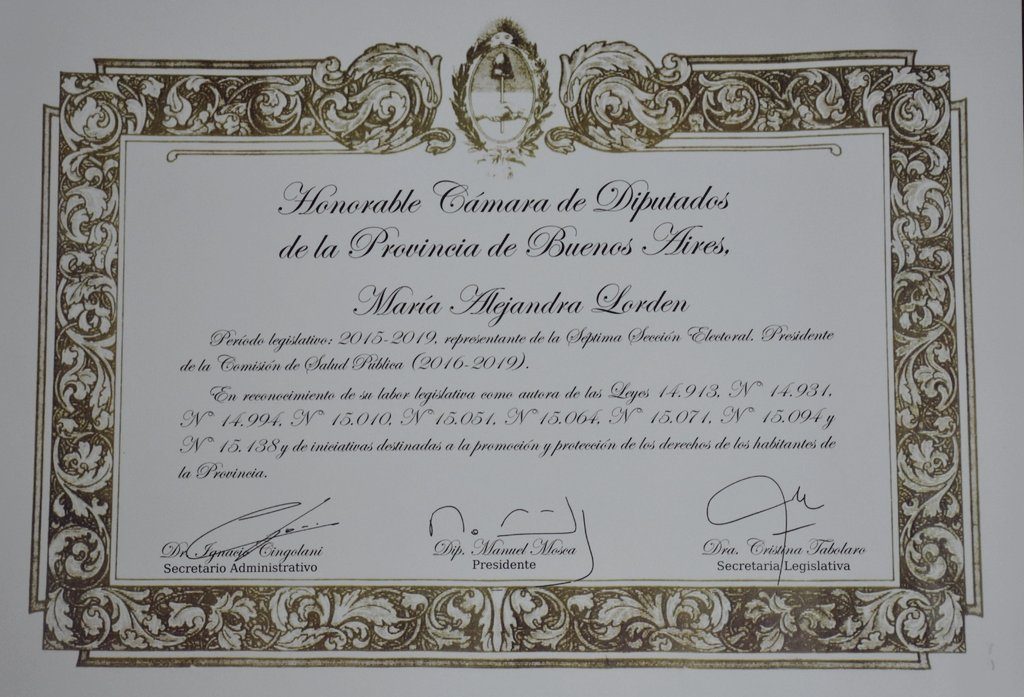 Honorable Cámara de Diputados
de la Provincia de Buenos Aires,
María Alejandra Lorden
Período legislativo: 2015-2019, representante de la Séptima Sección Electoral. Presidente
de la Comisión de Salud Pública (2016-2019).
En reconocimiento de su labor legislativa como autora de las Leyes 14.913, N° 14.931,
N° 14.994, N° 15.010, N° 15.051, N° 15.064, N° 15.071, N° 15.094 y
N° 15.138 y de iniciativas destinadas a la promoción y protección de los derechos de los habitantes de
la Provincia.
Dr. Ignacio Cingolani
Secretario Administrativo
Dip. Manuel Mosca
Presidente
Dra. Cristina Tabolaro
Secretaria Legislativa